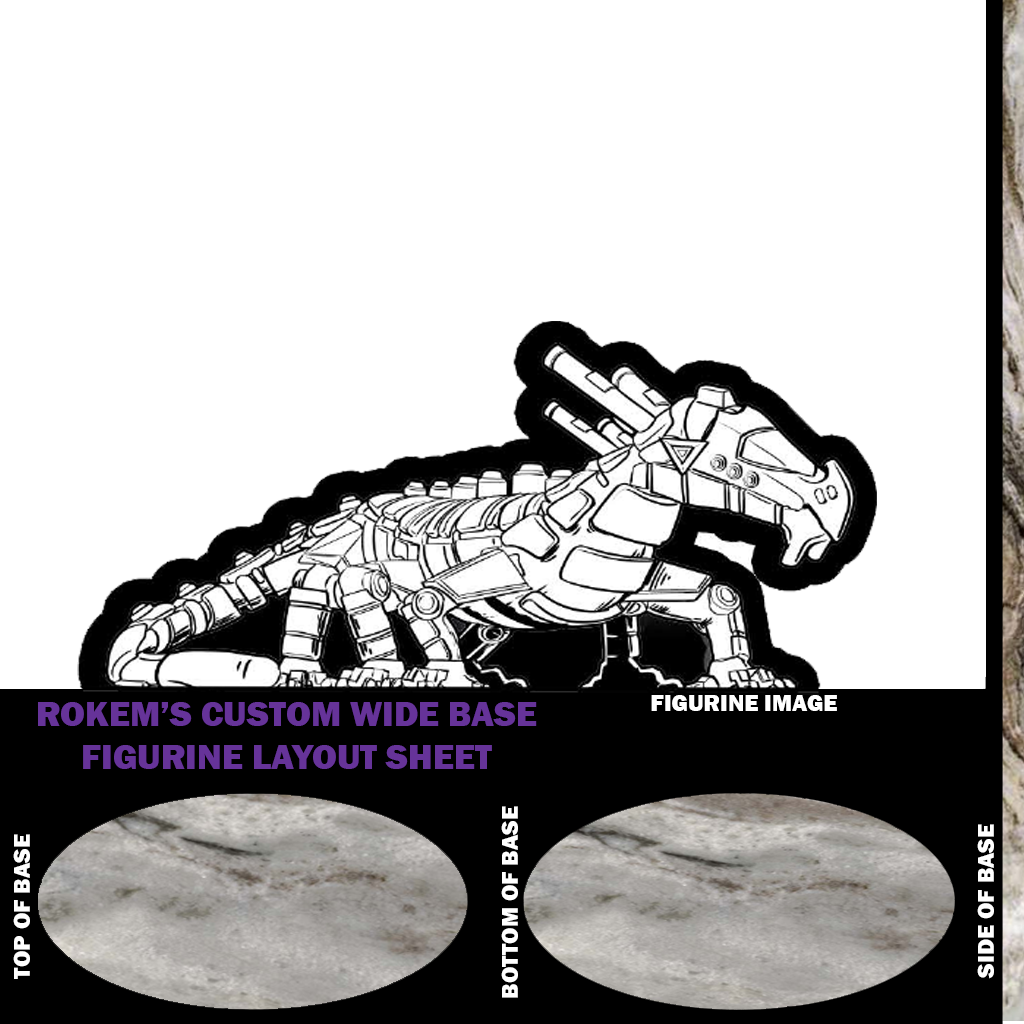 FIGURINE IMAGE
ROKEM'S CUSTOM WIDE BASE
FIGURINE LAYOUT SHEET
TOP OF BASE
BOTTOM OF BASE
SIDE OF BASE